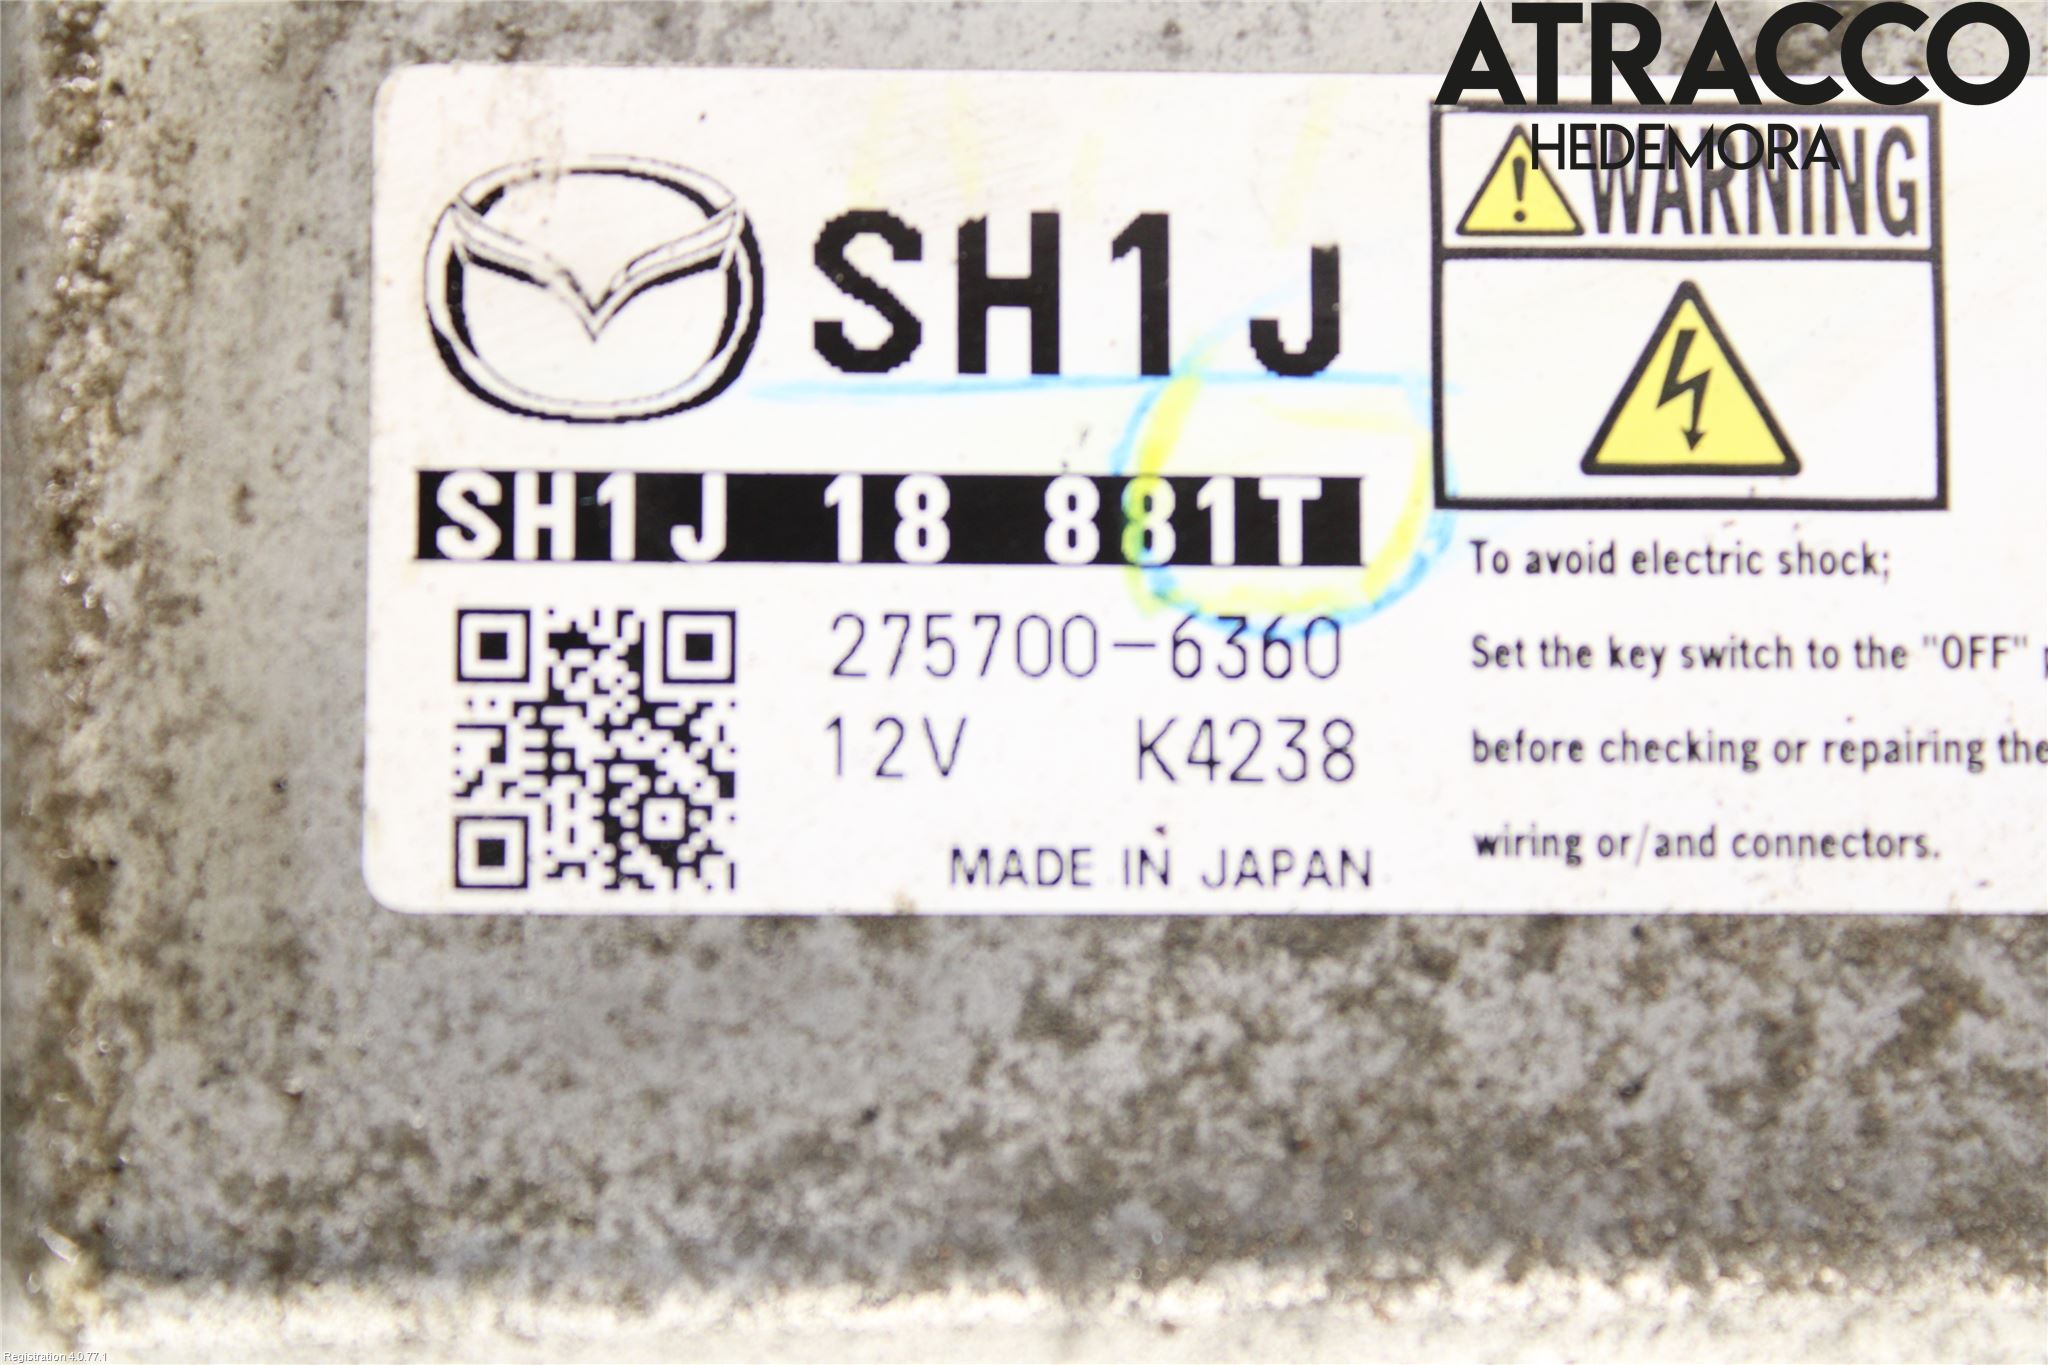 ATRACCO
HEDEMORA
WARNING
SH1J
SH1J 18 881T
275700-6360
12V K4238
MADE IN JAPAN
To avoid electric shock;
Set the key switch to the "OFF"
before checking or repairing the
wiring or/and connectors.
Registration 4.0.77.1